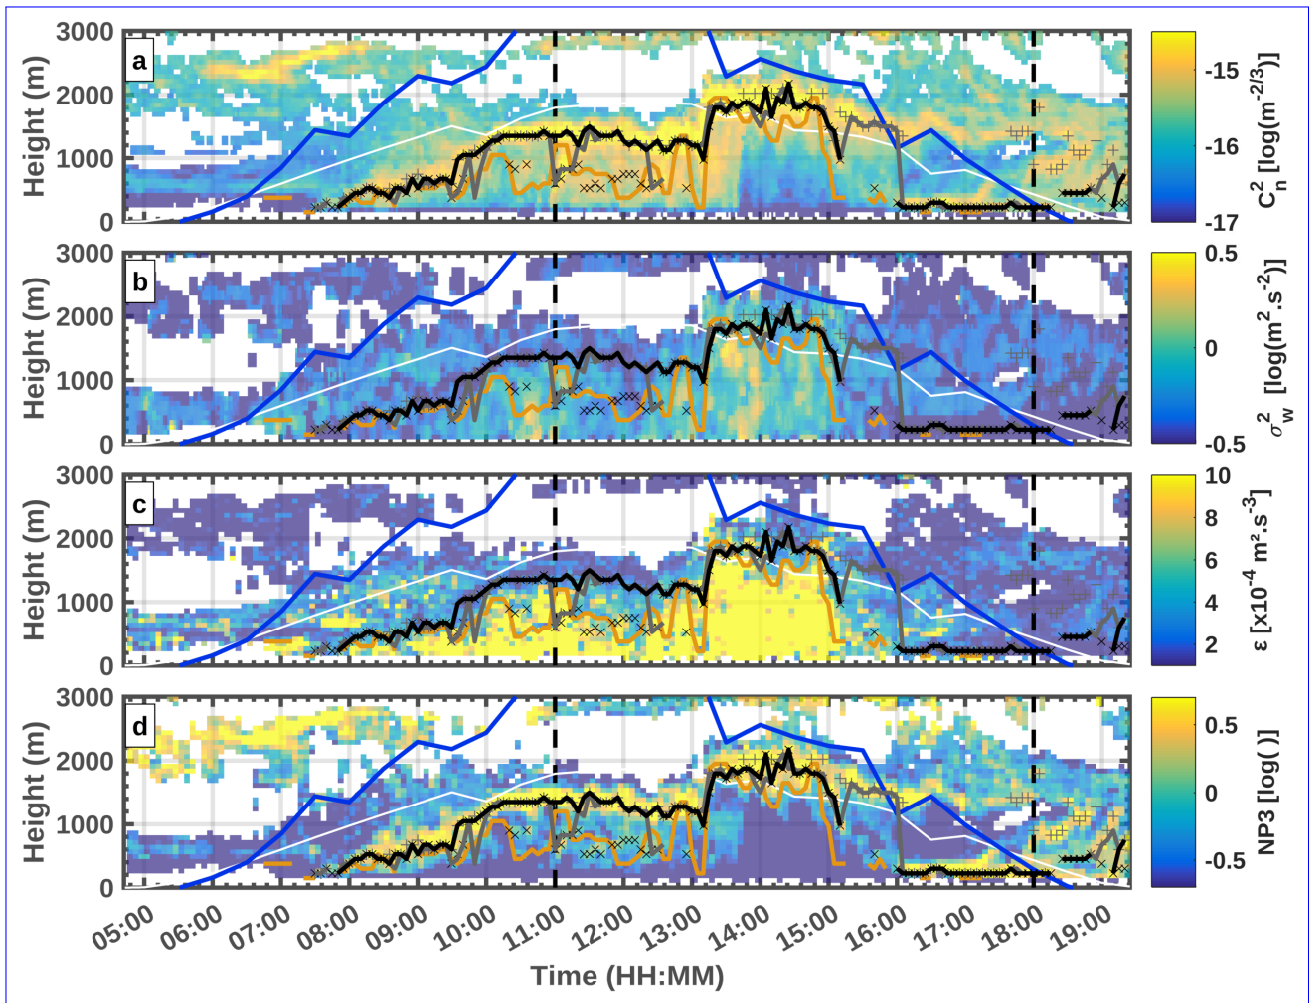 3000
2000
1000
0
Height (m)
a
-15
-16
-17
C_n^2 [log(m^{-2/3})]
3000
2000
1000
0
Height (m)
b
0.5
0
-0.5
σ_w^2 [log(m².s^{-2})]
3000
2000
1000
0
Height (m)
c
10
8
6
4
2
ε [x10^{-4} m².s^{-3}]
3000
2000
1000
0
Height (m)
d
0.5
0
-0.5
NP3 [log( )]
05:00 06:00 07:00 08:00 09:00 10:00 11:00 12:00 13:00 14:00 15:00 16:00 17:00 18:00 19:00
Time (HH:MM)